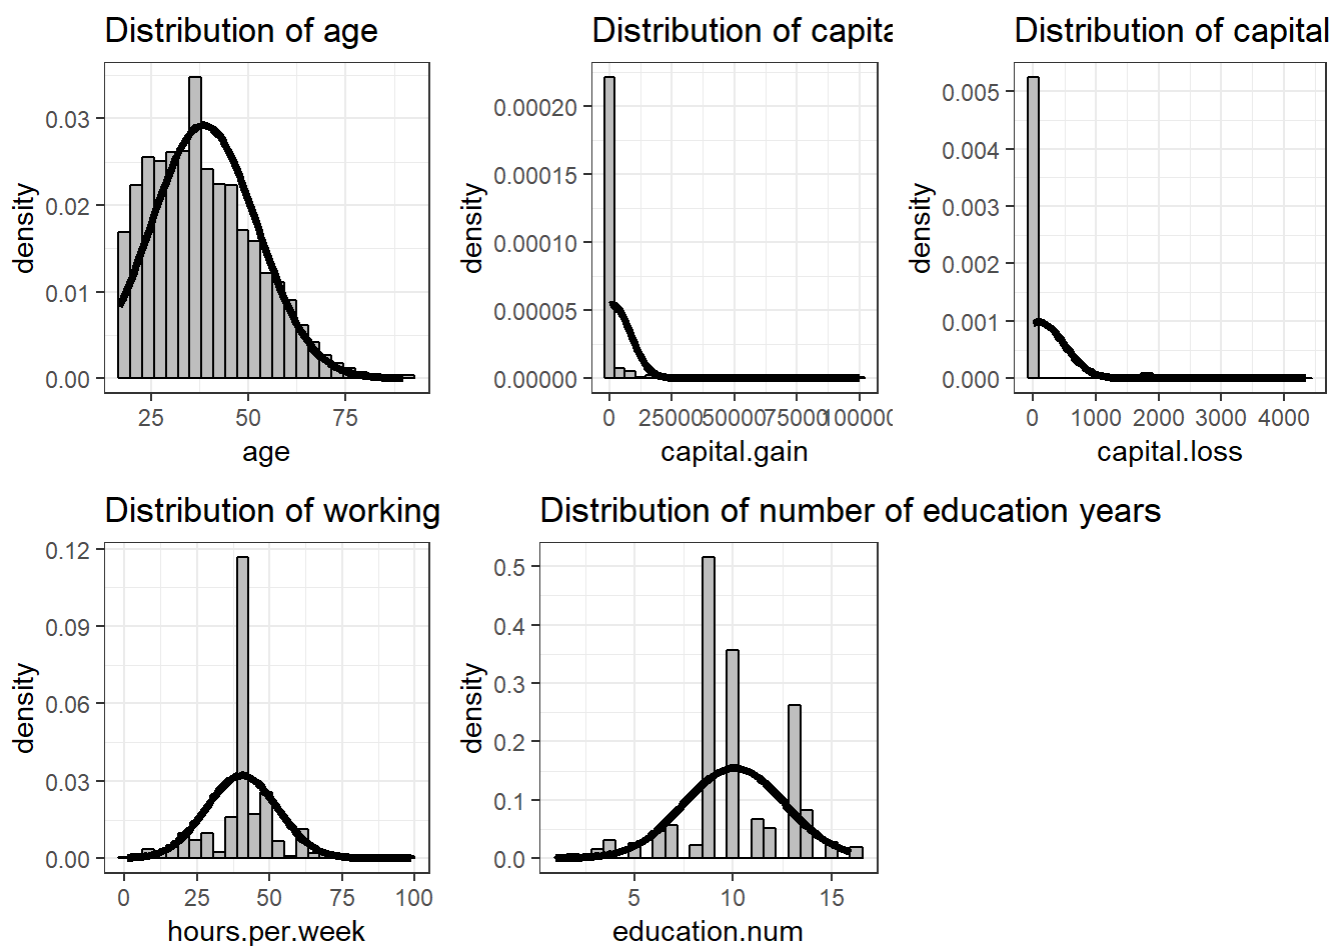 Distribution of age
density
0.03
0.02
0.01
0.00
25 50 75
age
Distribution of capita
density
0.00020
0.00015
0.00010
0.00005
0.00000
0 25000 50000 75000 100000
capital.gain
Distribution of capital
density
0.005
0.004
0.003
0.002
0.001
0.000
0 1000 2000 3000 4000
capital.loss
Distribution of working
density
0.12
0.09
0.06
0.03
0.00
0 25 50 75 100
hours.per.week
Distribution of number of education years
density
0.5
0.4
0.3
0.2
0.1
0.0
5 10 15
education.num